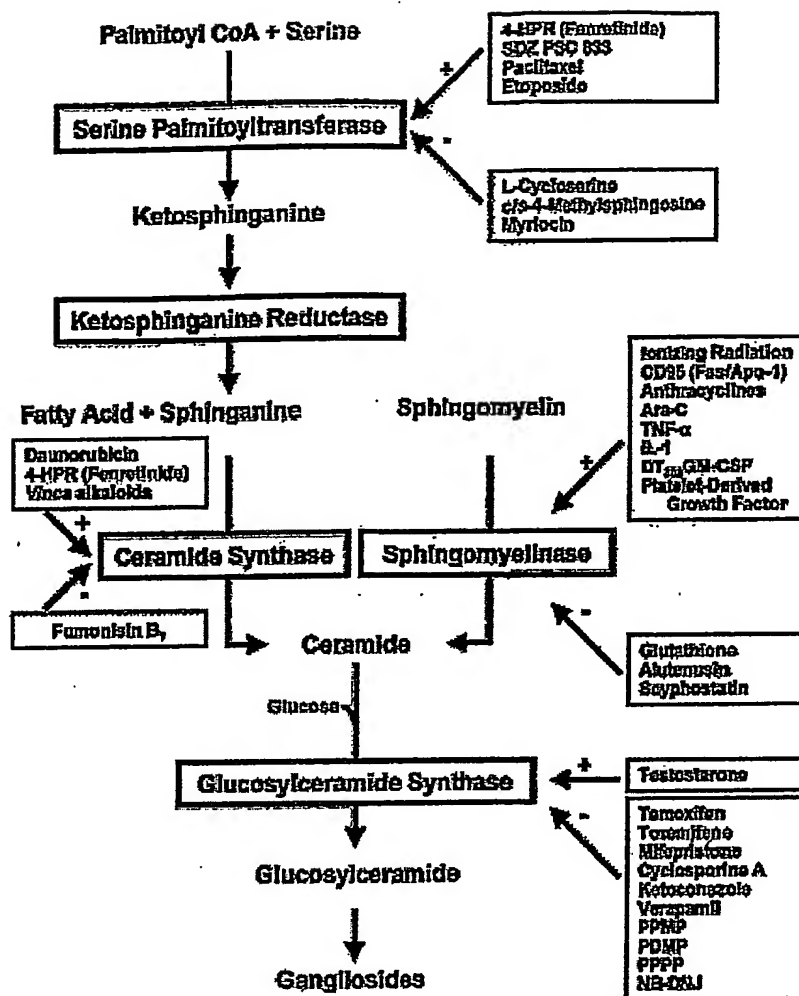 Palmitoyl CoA + Serine
4-HPR (Fenretinide)
SDZ PSC 833
Paclitaxel
Etoposide
+
Serine Palmitoyltransferase
-
L-Cycloserine
cis-4-Methylsphingosine
Myriocin
Ketosphinganine
Ketosphinganine Reductase
Fatty Acid + Sphinganine
Sphingomyelin
Ionizing Radiation
CD95 (Fas/Apo-1)
Anthracyclines
Ara-C
TNF-α
IL-1
GM-CSF
Platelet-Derived
Growth Factor
+
Daunorubicin
4-HPR (Fenretinide)
Vinca alkaloids
+
Ceramide Synthase
Sphingomyelinase
-
Fumonisin B₁
-
Glutathione
Alutenusin
Scyphostatin
Ceramide
Glucose
Glucosylceramide Synthase
+
Testosterone
-
Tamoxifen
Toremifene
Mifepristone
Cyclosporine A
Ketoconazole
Verapamil
PPMP
PDMP
PPPP
NB-DNJ
Glucosylceramide
Gangliosides